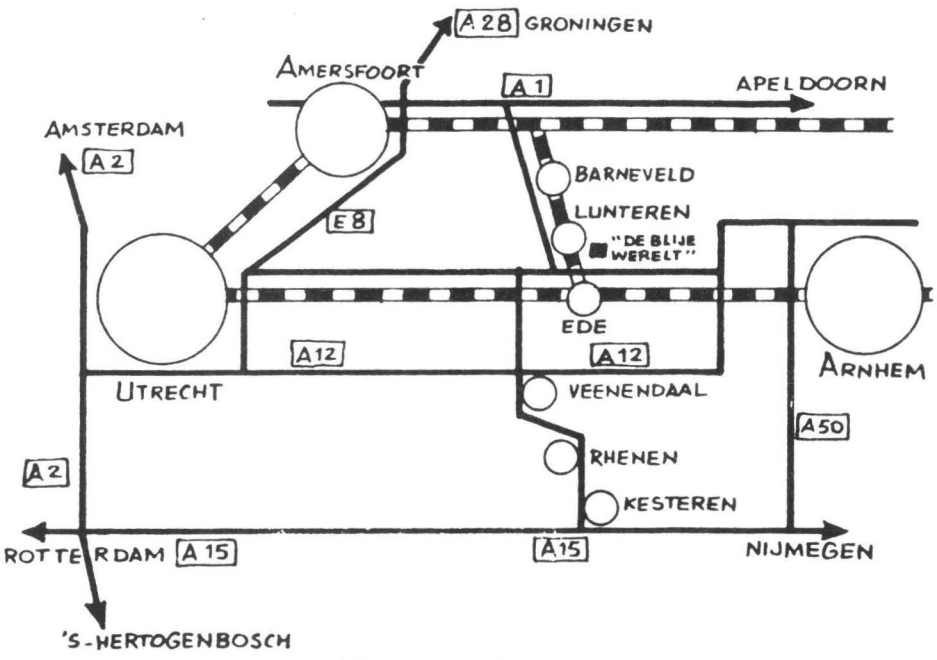 A28 GRONINGEN
AMERSFOORT
A1
APELDOORN
AMSTERDAM
A2
BARNEVELD
E8
LUNTEREN
"DE BLIJE
WERELT"
EDE
A12
A12
UTRECHT
VEENENDAAL
ARNHEM
A50
RHENEN
A2
KESTEREN
ROTTERDAM A15
A15
NIJMEGEN
'S-HERTOGENBOSCH